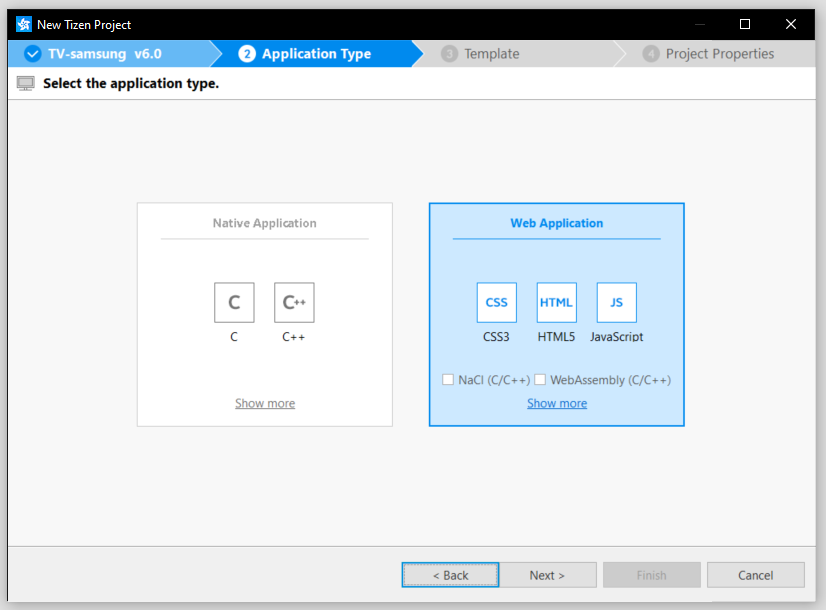 New Tizen Project
TV-samsung v6.0
2 Application Type
3 Template
4 Project Properties
Select the application type.
Native Application
C C++
C C++
Show more
Web Application
CSS HTML JS
CSS3 HTML5 JavaScript
NaCl (C/C++) WebAssembly (C/C++)
Show more
< Back Next > Finish Cancel